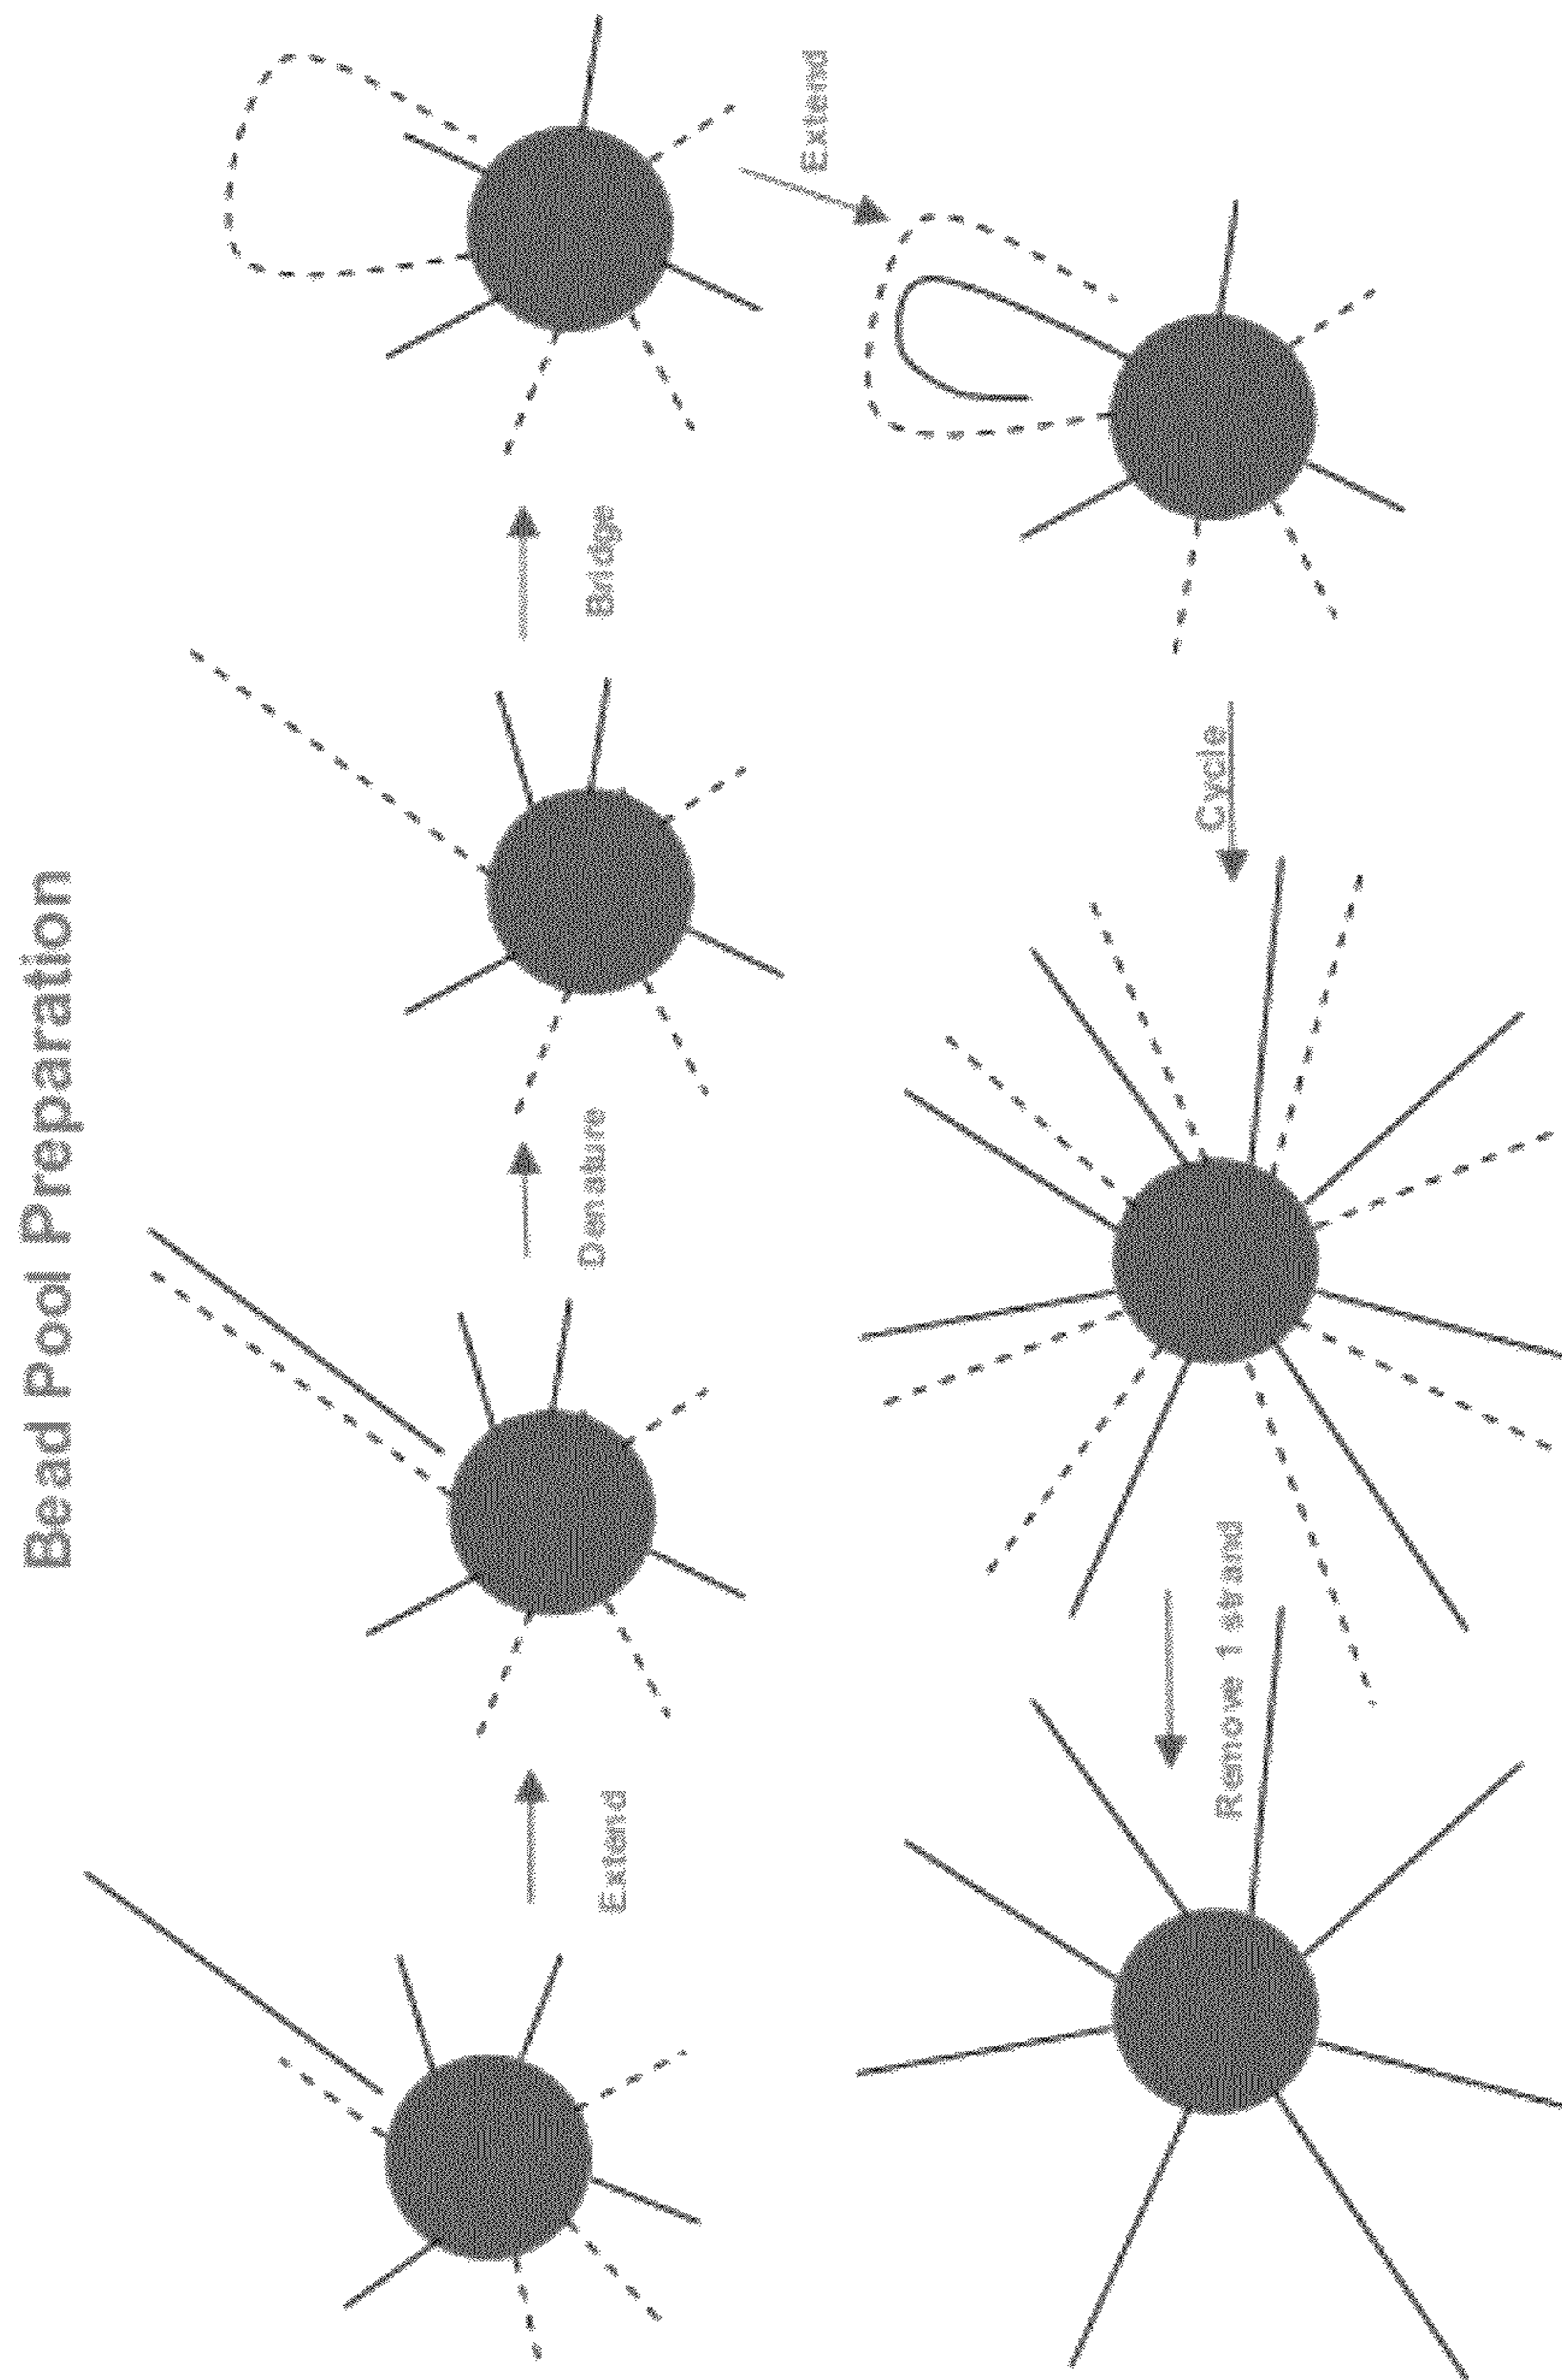 Bead Pool Preparation
Extend
Denature
Bridge
Extend
Cycle
Remove 1 strand